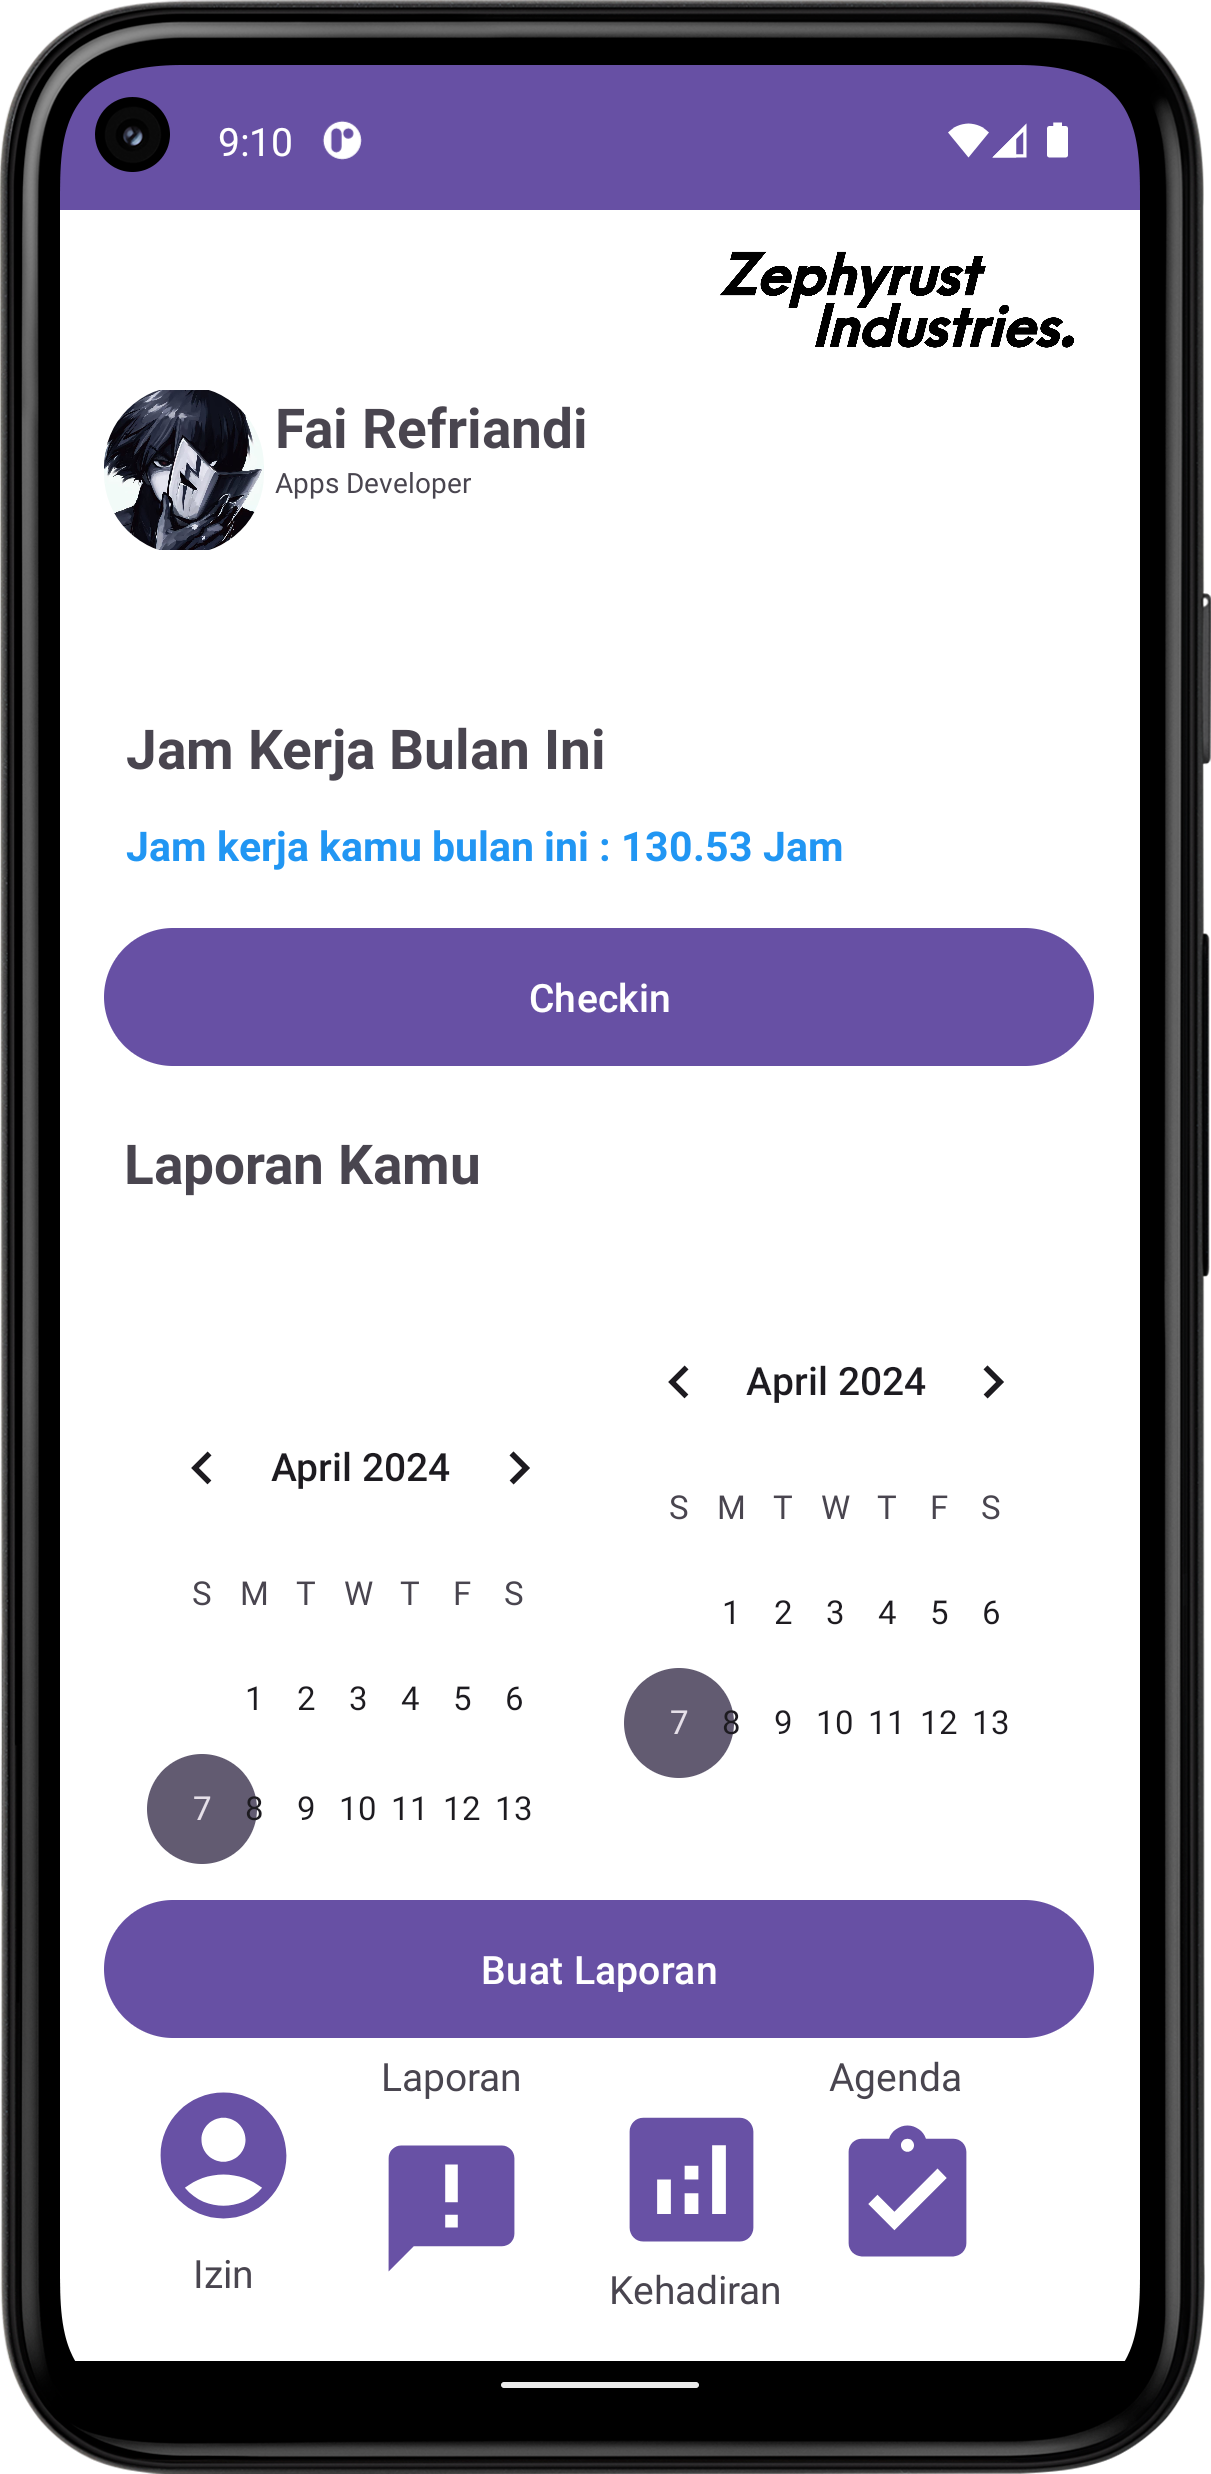 9:10
Zephyrust
Industries.
Fai Refriandi
Apps Developer
Jam Kerja Bulan Ini
Jam kerja kamu bulan ini : 130.53 Jam
Checkin
Laporan Kamu
April 2024
S M T W T F S
1 2 3 4 5 6
7 8 9 10 11 12 13
April 2024
S M T W T F S
1 2 3 4 5 6
7 8 9 10 11 12 13
Buat Laporan
Izin
Laporan
Kehadiran
Agenda